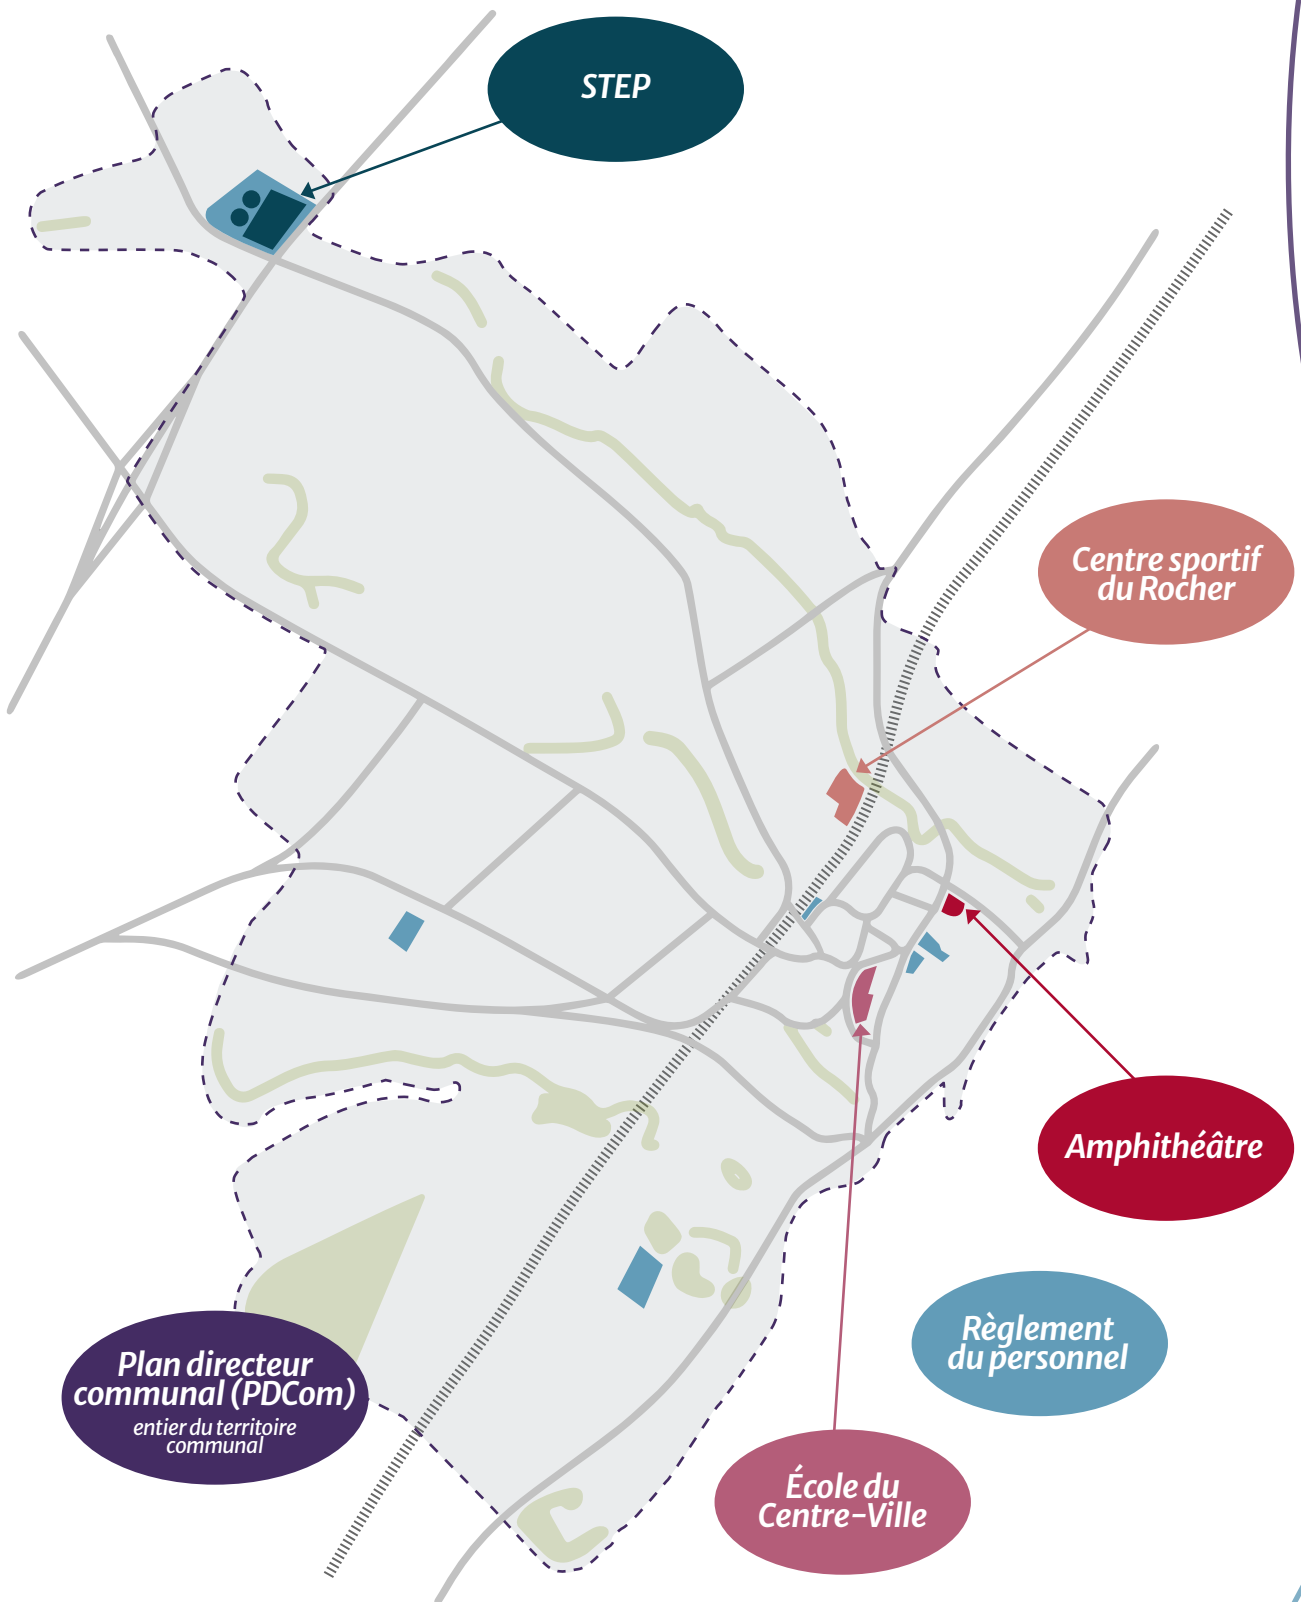 STEP
Centre sportif
du Rocher
Amphithéâtre
Règlement
du personnel
Plan directeur
communal (PDCom)
entier du territoire
communal
École du
Centre-Ville